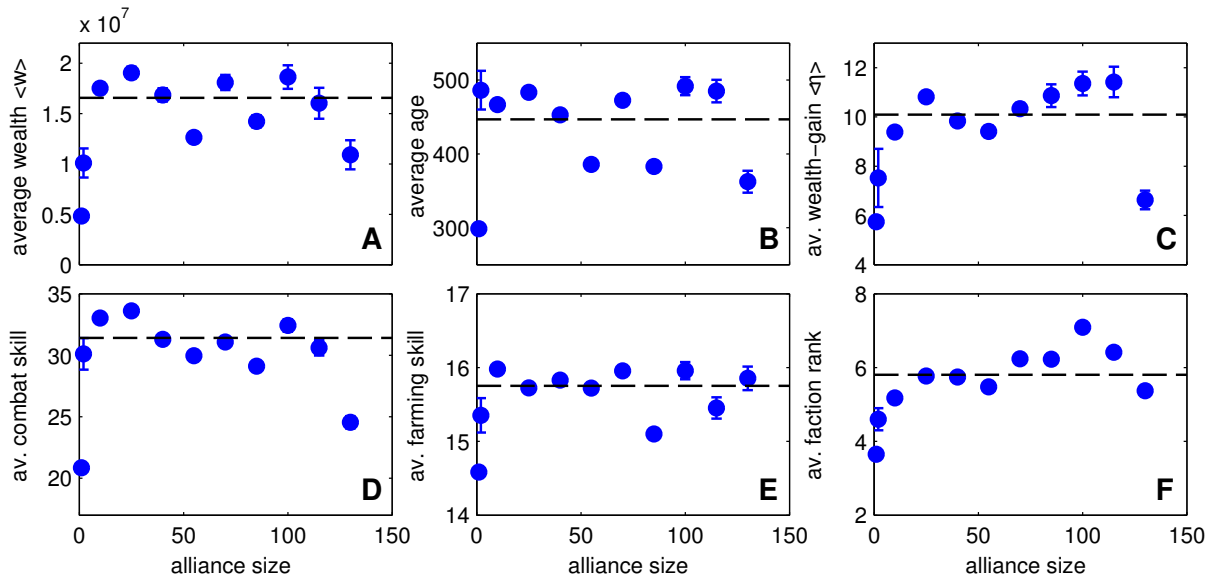 x 10^7
2
1.5
1
0.5
0
average wealth <w>
A
500
400
300
average age
B
12
10
8
6
4
av. wealth−gain <η>
C
35
30
25
20
av. combat skill
D
0 50 100 150
alliance size
17
16
15
14
av. farming skill
E
0 50 100 150
alliance size
8
6
4
2
av. faction rank
F
0 50 100 150
alliance size